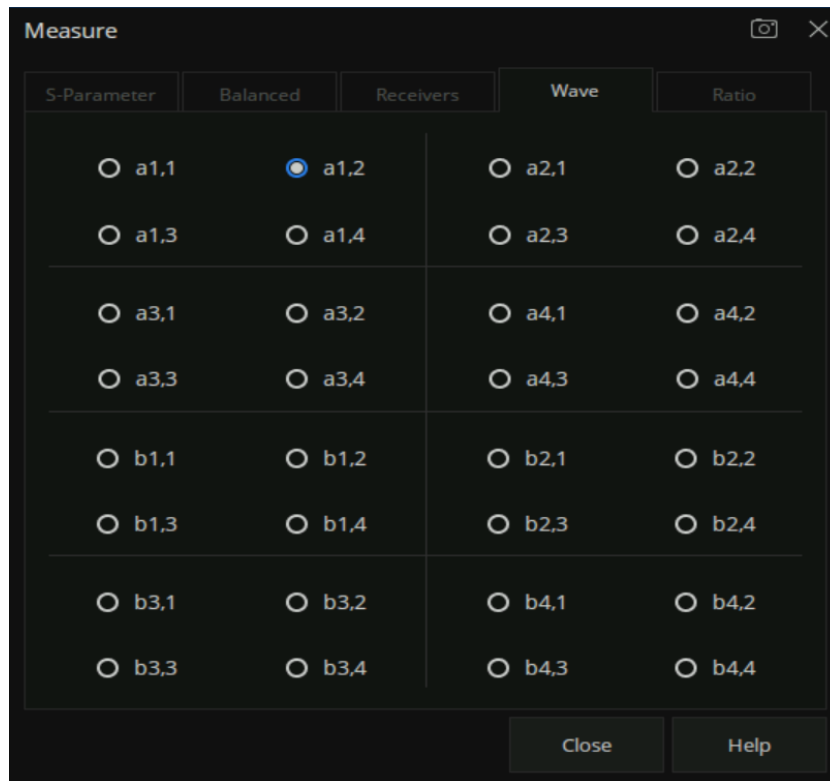 Measure
S-Parameter Balanced Receivers Wave Ratio
a1,1 a1,2 a2,1 a2,2
a1,3 a1,4 a2,3 a2,4
a3,1 a3,2 a4,1 a4,2
a3,3 a3,4 a4,3 a4,4
b1,1 b1,2 b2,1 b2,2
b1,3 b1,4 b2,3 b2,4
b3,1 b3,2 b4,1 b4,2
b3,3 b3,4 b4,3 b4,4
Close Help